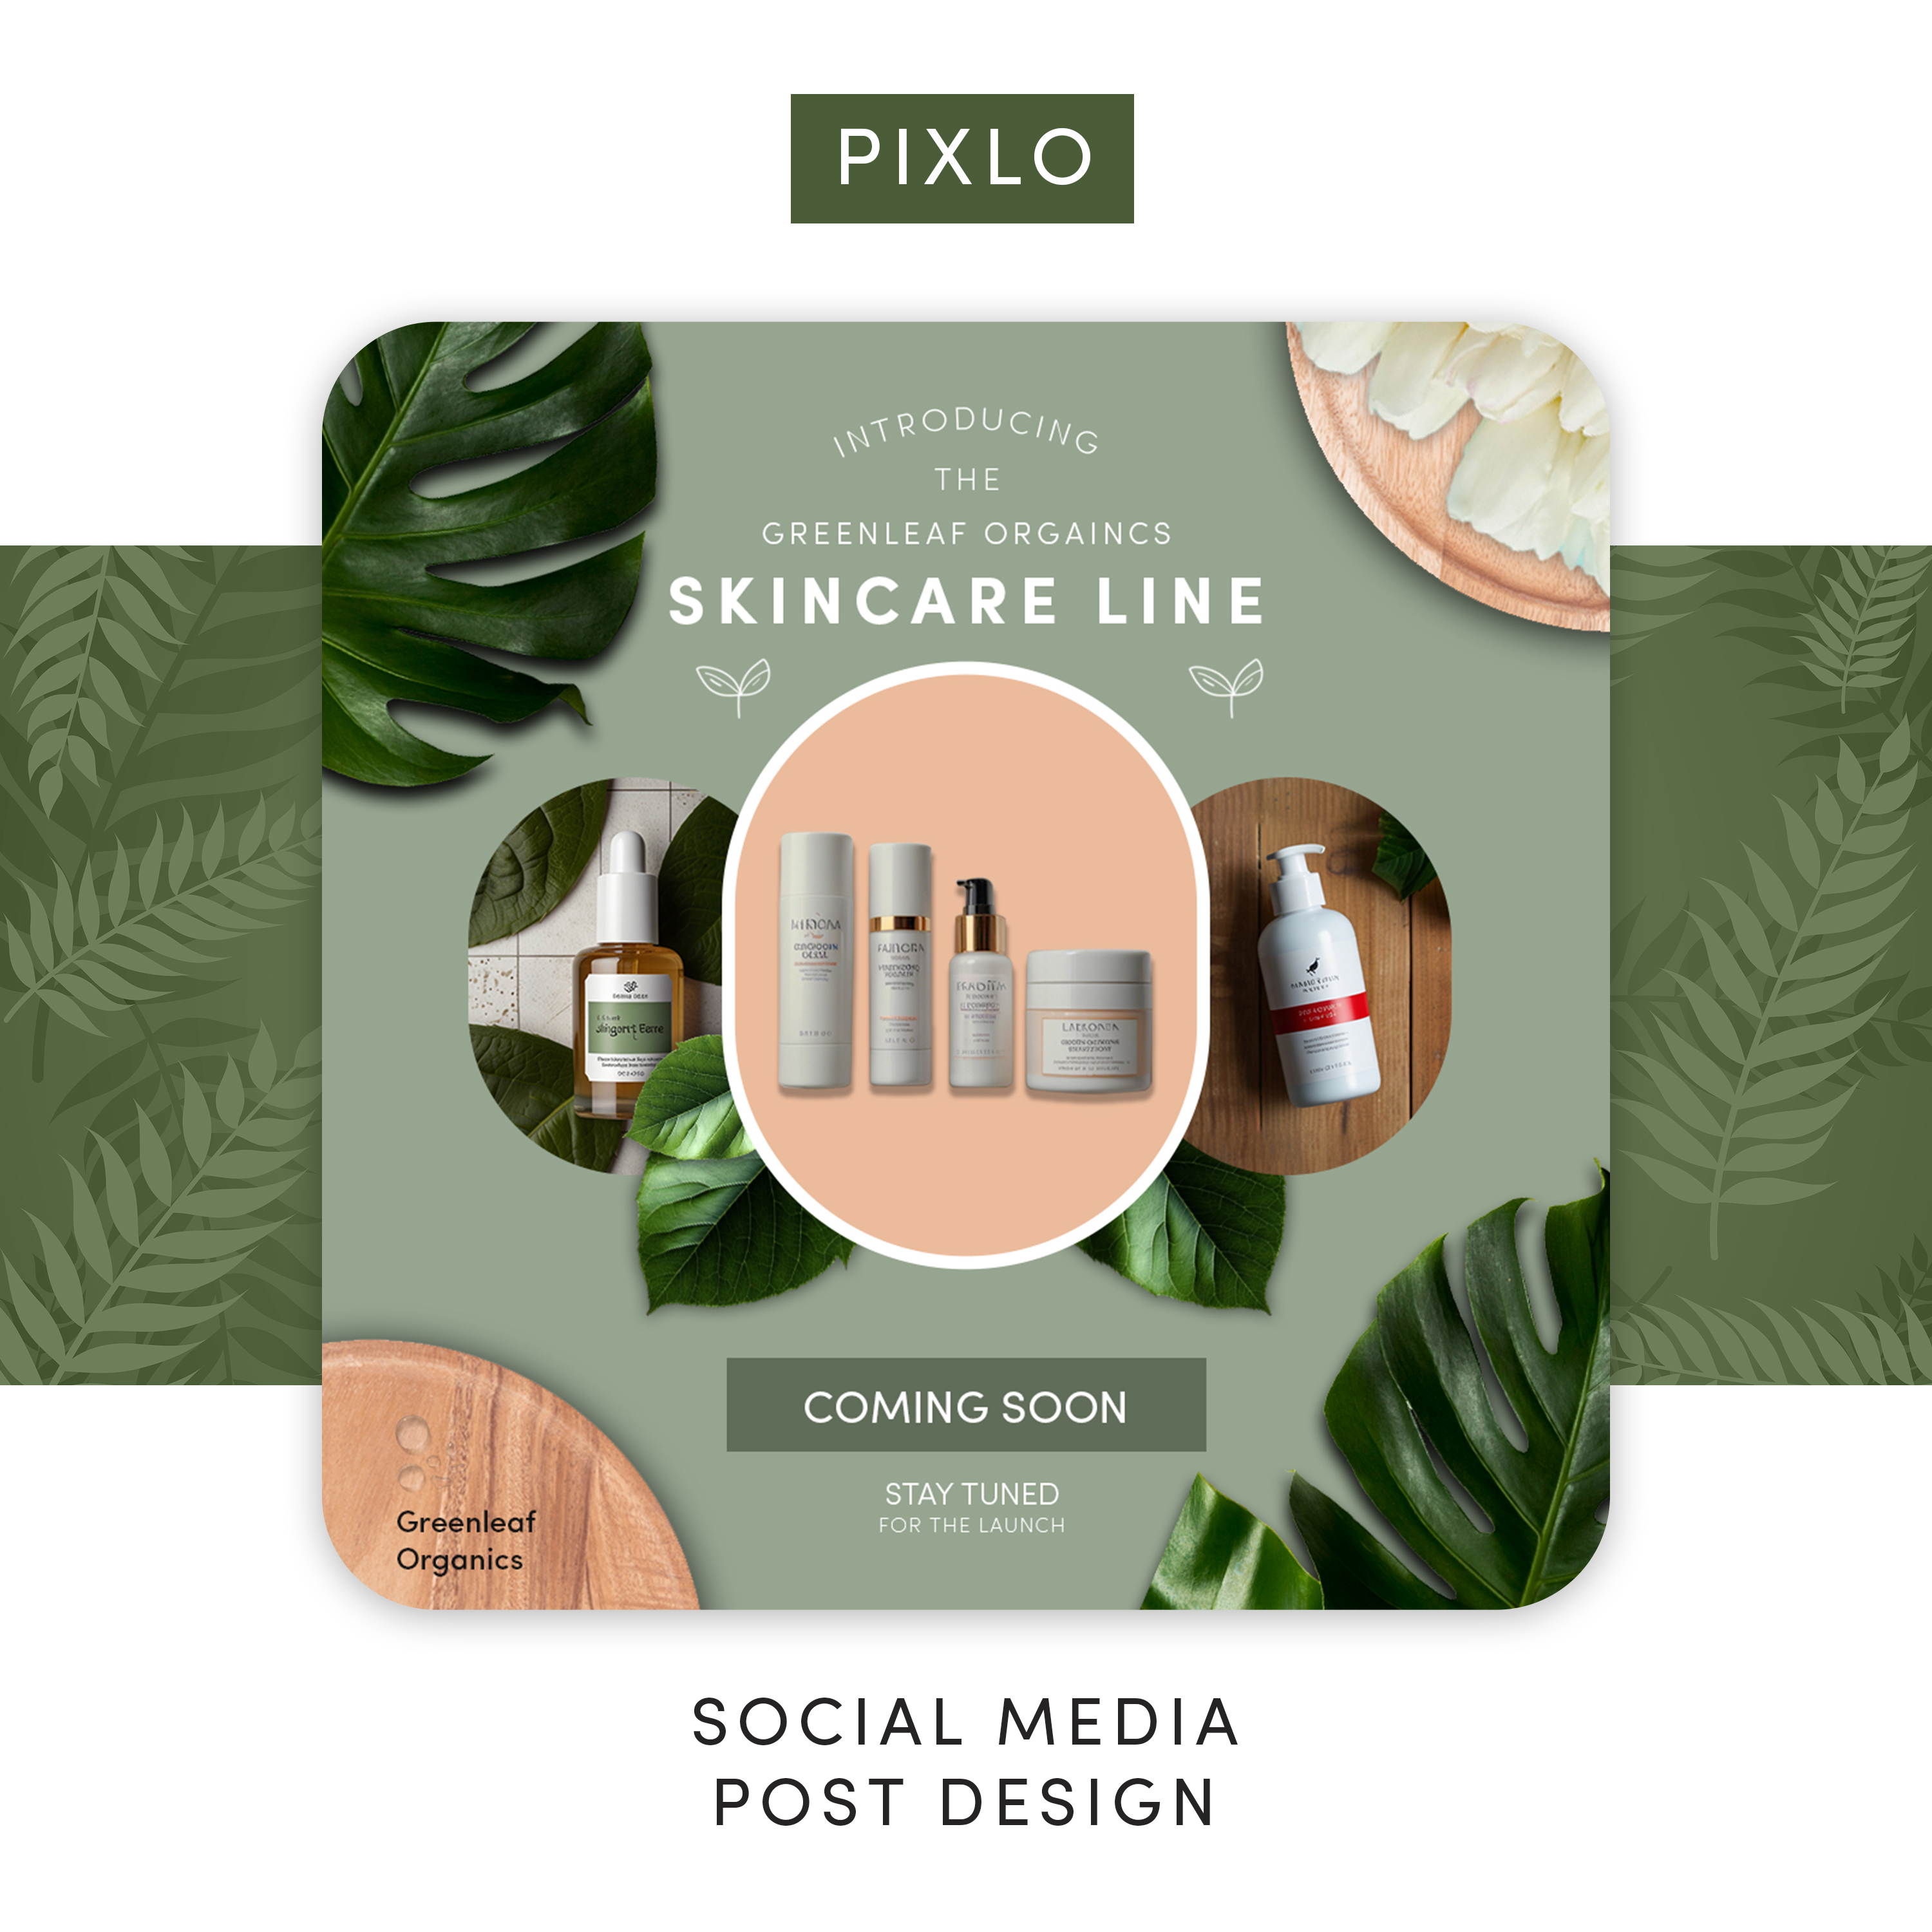 PIXLO
INTRODUCING
THE
GREENLEAF ORGAINCS
SKINCARE LINE
COMING SOON
STAY TUNED
FOR THE LAUNCH
Greenleaf
Organics
SOCIAL MEDIA
POST DESIGN